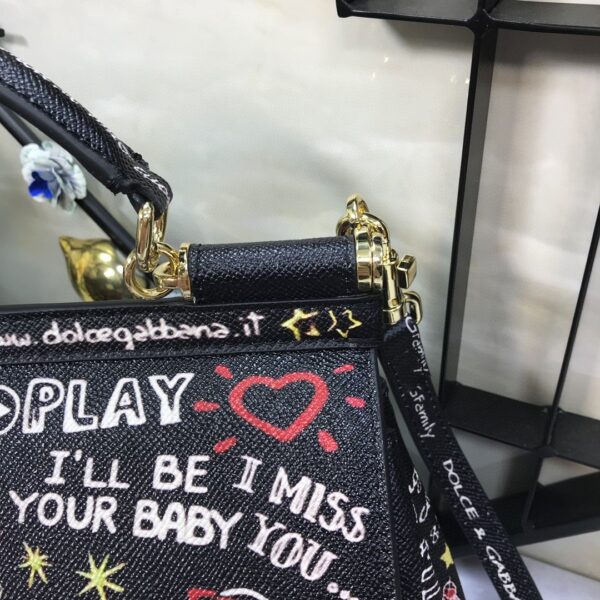 www.dolcegabbana.it
PLAY
I'LL BE
YOUR BABY
I MISS
YOU...
Family
DOLCE & GABBANA